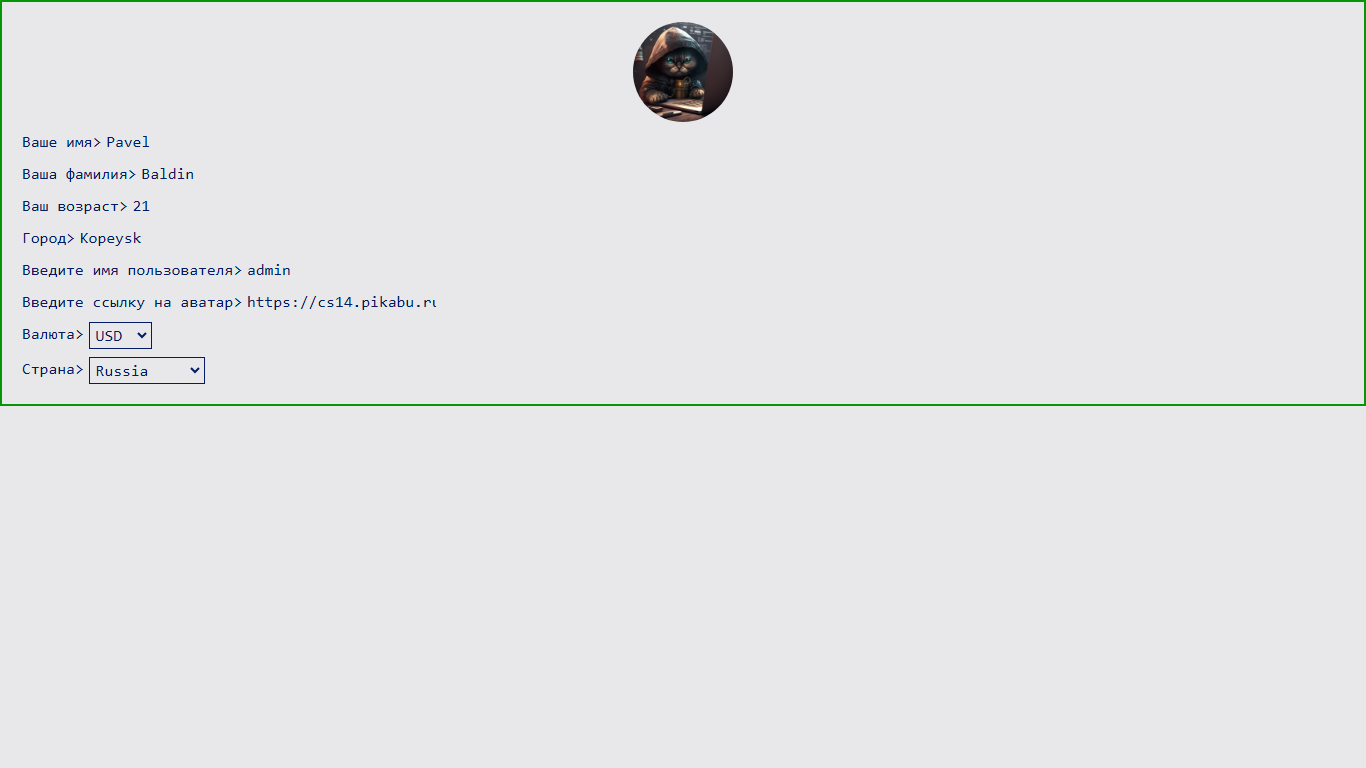 Ваше имя> Pavel
Ваша фамилия> Baldin
Ваш возраст> 21
Город> Kopeysk
Введите имя пользователя> admin
Введите ссылку на аватар> https://cs14.pikabu.ru
Валюта> USD
Страна> Russia